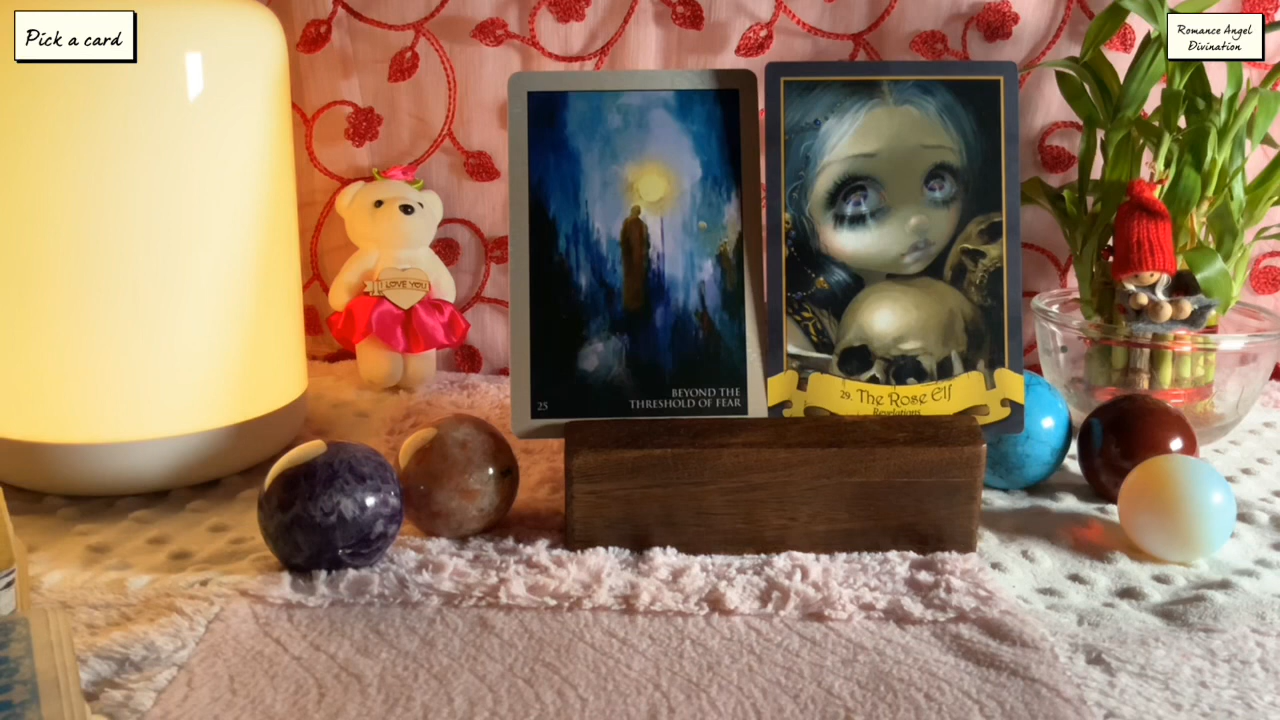 Pick a card
Romance Angel
Divination
I LOVE YOU
25
BEYOND THE
THRESHOLD OF FEAR
29. The Rose Elf
Revelations